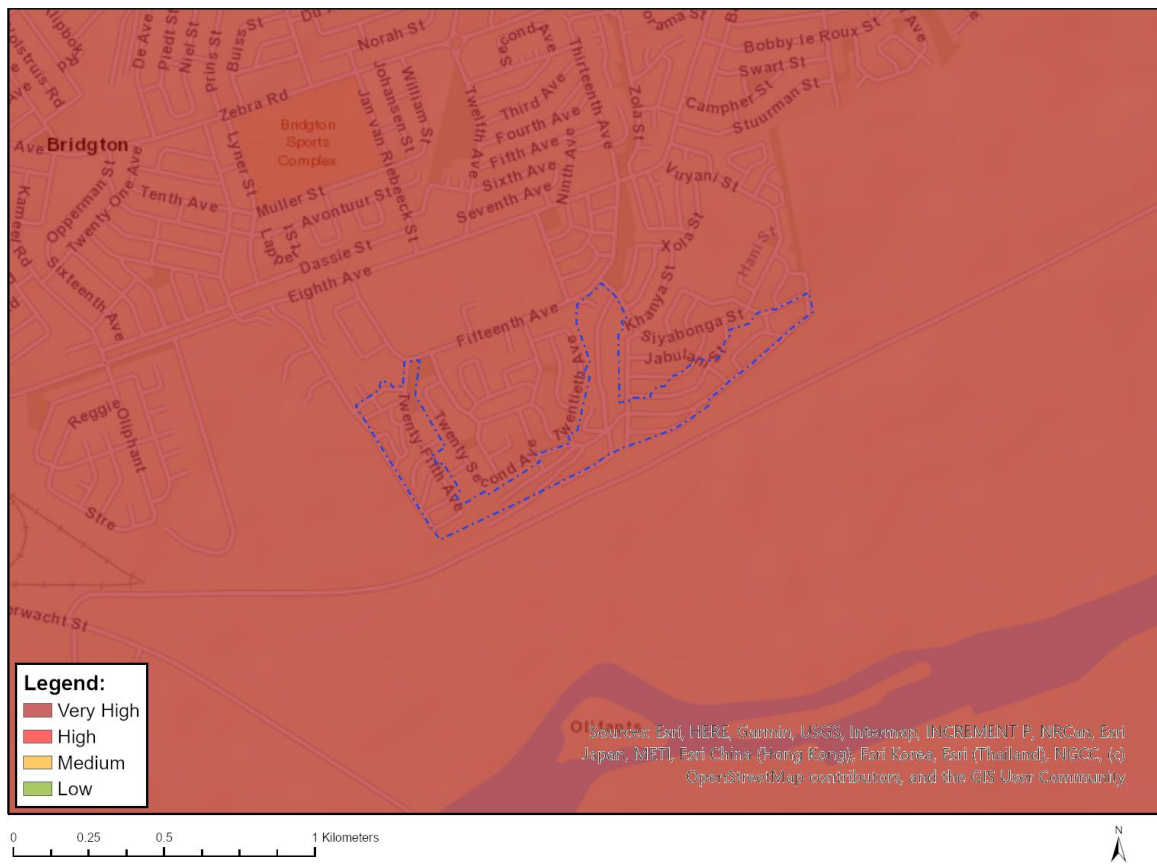 De Ave
Piedt St
Niel St
Prins St
Buiss St
Norah St
Second Ave
Thirteenth Ave
Bobby le Roux St
Swart St
Campher St
Stuurman St
Zola St
Johansen St
William St
Jan van Riebeeck St
Twelfth Ave
Third Ave
Fourth Ave
Fifth Ave
Sixth Ave
Seventh Ave
Ninth Ave
Zebra Rd
Bridgton
Sports
Complex
Ave
Bridgton
Lyner St
Muller St
Avontuur St
Dassie St
Eighth Ave
Tenth Ave
Opperman St
Twenty One Ave
Kameel Rd
Sixteenth Ave
Vuyani St
Xola St
Hani St
Khanya St
Siyabonga St
Jabulani St
Fifteenth Ave
Twentieth Ave
Twenty Second Ave
Twenty-Frith Ave
Reggie
Oliphant
Stre
erwacht St
Legend:
Very High
High
Medium
Low
Olifants
Sources: Esri, HERE, Garmin, USGS, Intermap, INCREMENT P, NRCan, Esri
Japan, METI, Esri China (Hong Kong), Esri Korea, Esri (Thailand), NGCC, (c)
OpenStreetMap contributors, and the GIS User Community
0 0.25 0.5 1 Kilometers
N